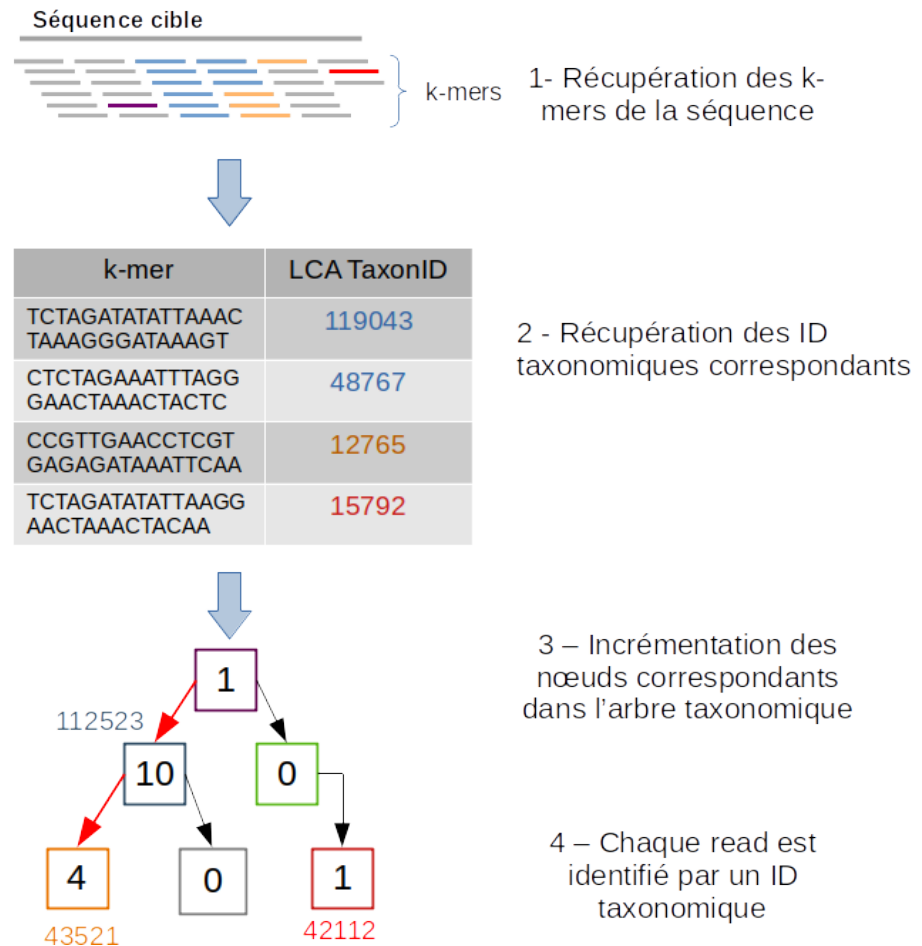 Séquence cible
k-mers
1- Récupération des k-
mers de la séquence
k-mer
LCA TaxonID
TCTAGATATATTAAAC
TAAAGGGATAAAGT
119043
CTCTAGAAATTTAGG
GAACTAAACTACTC
48767
CCGTTGAACCTCGT
GAGAGATAAATTCAA
12765
TCTAGATATATTAAGG
AACTAAACTACAA
15792
2 - Récupération des ID
taxonomiques correspondants
3 – Incrémentation des
nœuds correspondants
dans l’arbre taxonomique
1
112523
10
0
4
0
1
43521
42112
4 – Chaque read est
identifié par un ID
taxonomique